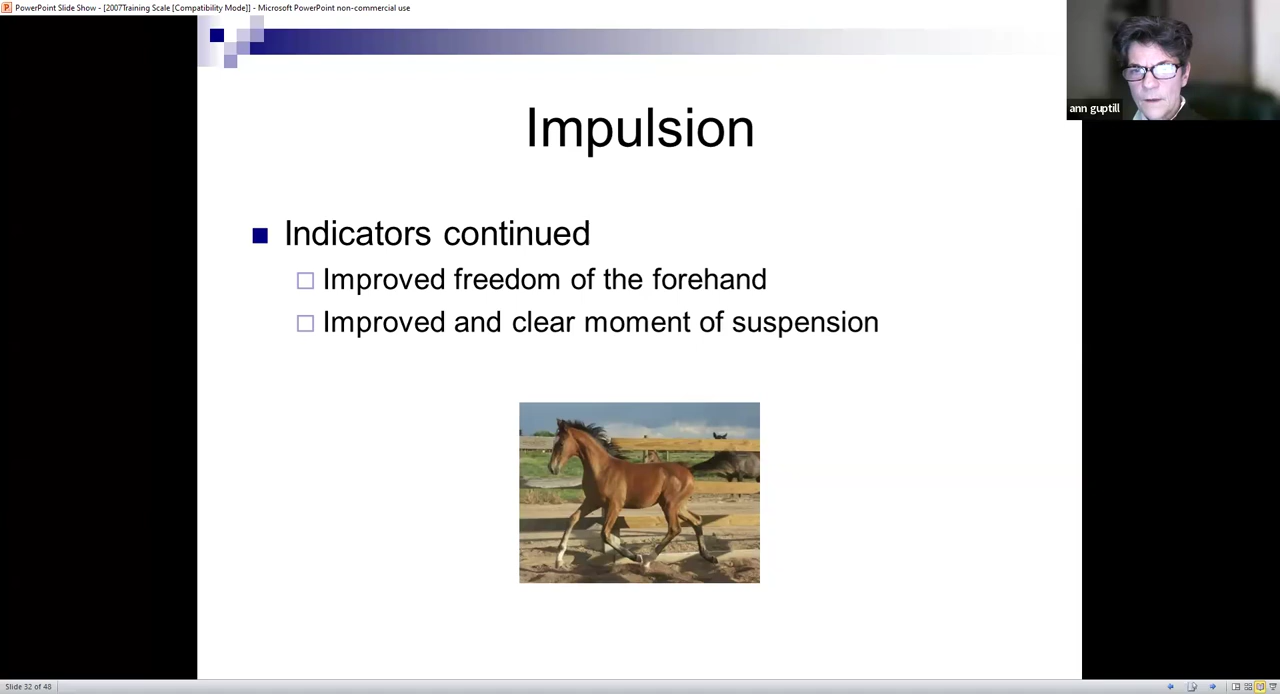 PowerPoint Slide Show - [2007Training Scale [Compatibility Mode]] - Microsoft PowerPoint non-commercial use
ann guptill
Impulsion
Indicators continued
Improved freedom of the forehand
Improved and clear moment of suspension
Slide 32 of 48